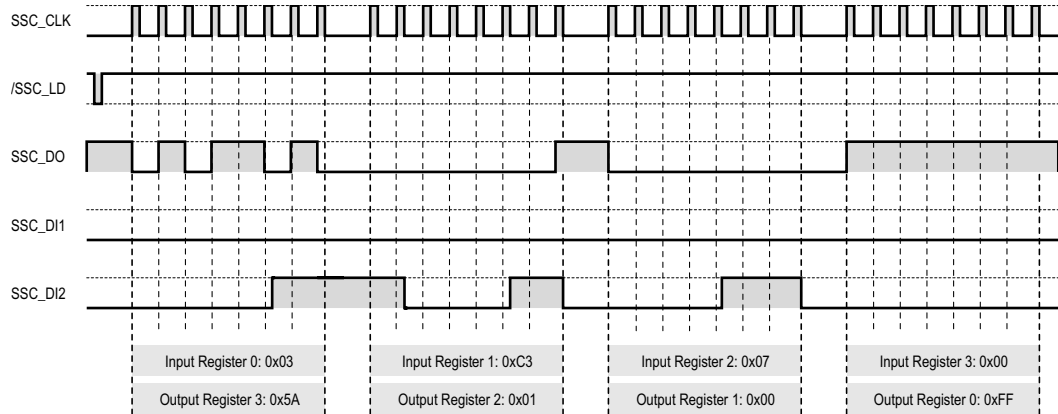 SSC_CLK
/SSC_LD
SSC_DO
SSC_DI1
SSC_DI2
Input Register 0: 0x03
Input Register 1: 0xC3
Input Register 2: 0x07
Input Register 3: 0x00
Output Register 3: 0x5A
Output Register 2: 0x01
Output Register 1: 0x00
Output Register 0: 0xFF